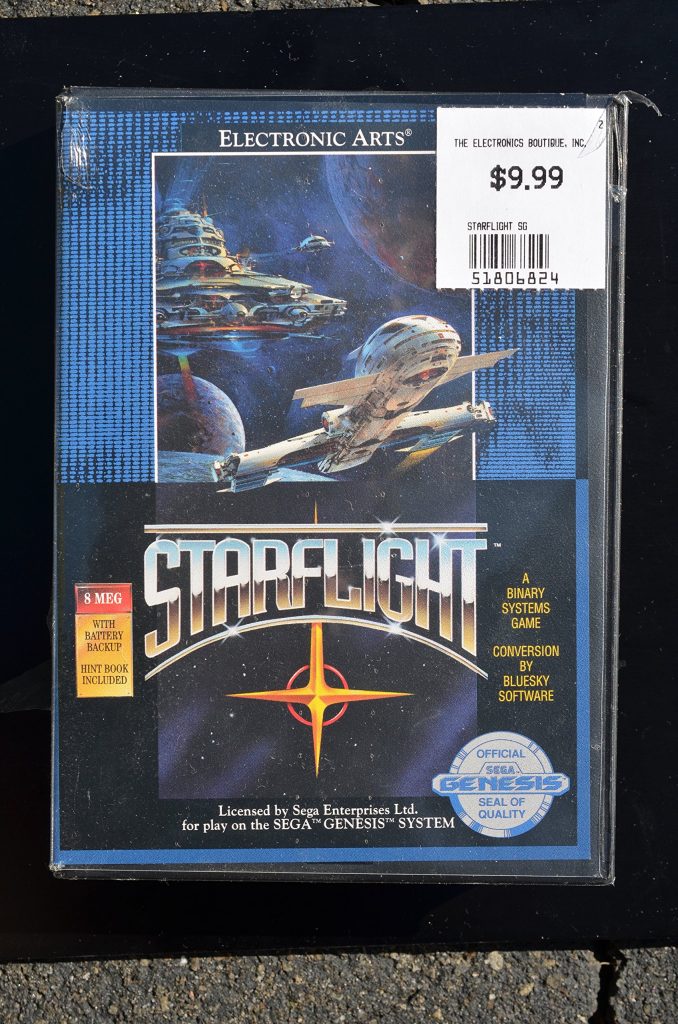 ELECTRONIC ARTS®
2
THE ELECTRONICS BOUTIQUE, INC.
$9.99
STARFLIGHT SG
51806824
STARFLIGHT™
8 MEG
WITH
BATTERY
BACKUP
HINT BOOK
INCLUDED
A
BINARY
SYSTEMS
GAME
CONVERSION
BY
BLUESKY
SOFTWARE
OFFICIAL
SEGA
GENESIS
SEAL OF
QUALITY
Licensed by Sega Enterprises Ltd.
for play on the SEGA™ GENESIS™ SYSTEM